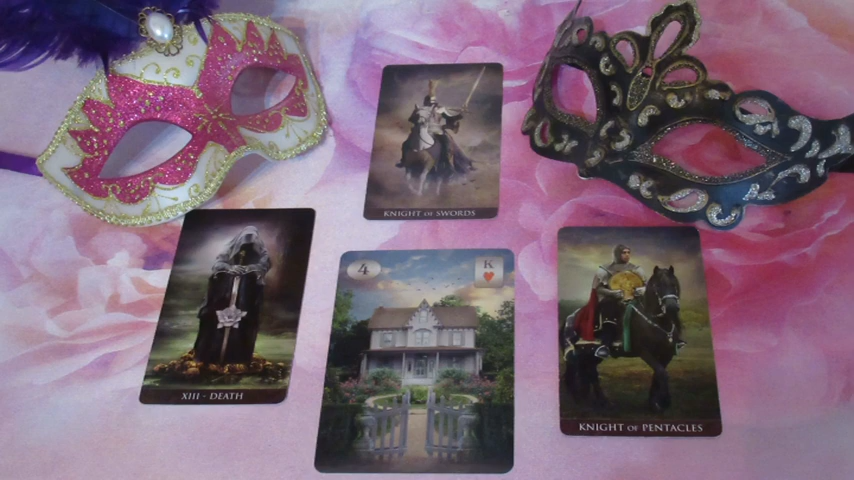 KNIGHT OF SWORDS
XIII · DEATH
4
K
KNIGHT OF PENTACLES